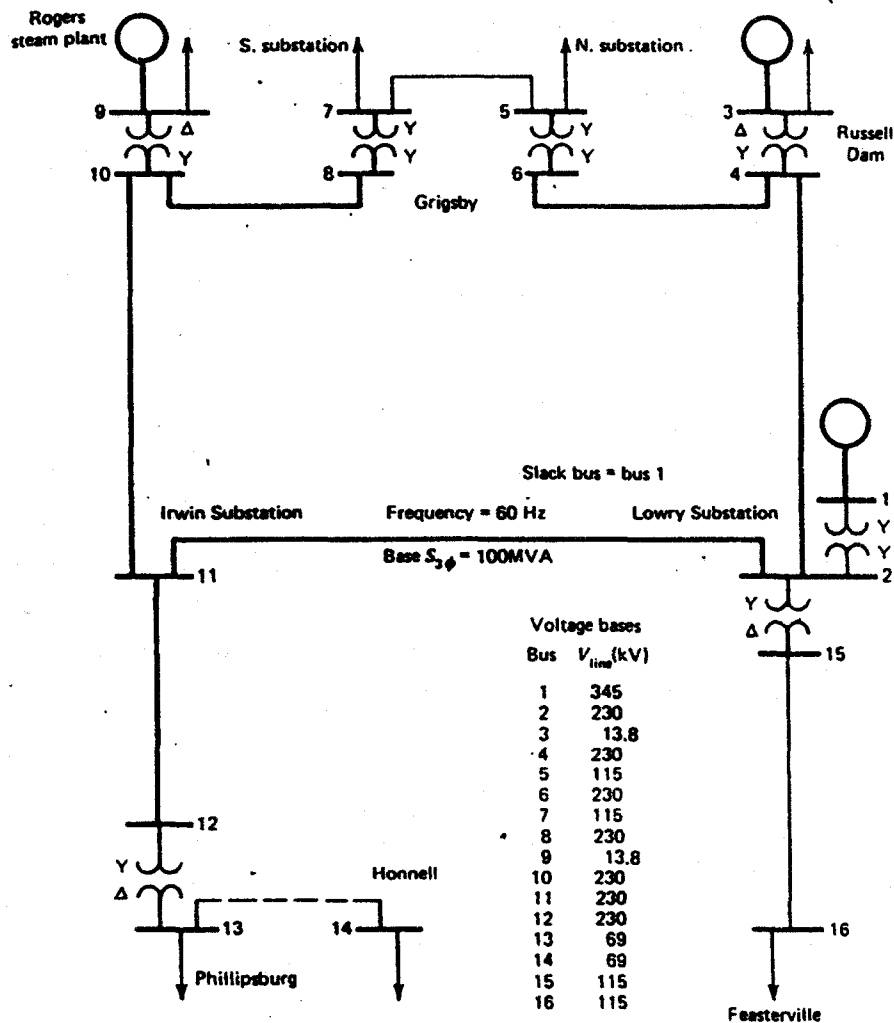 Rogers
steam plant
S. substation
N. substation
9
Δ
Y
10
7
Y
Y
8
5
Y
Y
6
3
Δ
Y
4
Russell
Dam
Grigsby
Slack bus = bus 1
1
Y
Y
2
Irwin Substation
Frequency = 60 Hz
Lowry Substation
Base S3ϕ = 100MVA
11
Y
Δ
15
Voltage bases
Bus Vline(kV)
1 345
2 230
3 13.8
4 230
5 115
6 230
7 115
8 230
9 13.8
10 230
11 230
12 230
13 69
14 69
15 115
16 115
12
Y
Δ
Honnell
13
14
16
Phillipsburg
Feasterville